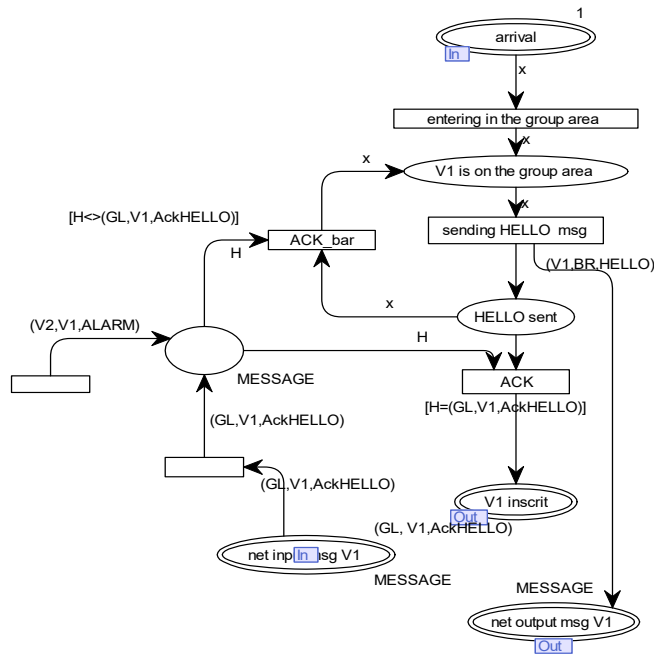 1
arrival
In
x
entering in the group area
x
V1 is on the group area
x
x
[H<>(GL,V1,AckHELLO)]
sending HELLO msg
ACK_bar
H
(V1,BR,HELLO)
x
HELLO sent
(V2,V1,ALARM)
H
MESSAGE
ACK
[H=(GL,V1,AckHELLO)]
(GL,V1,AckHELLO)
(GL,V1,AckHELLO)
V1 inscrit
Out
(GL, V1,AckHELLO)
net inp In sg V1
MESSAGE
MESSAGE
net output msg V1
Out